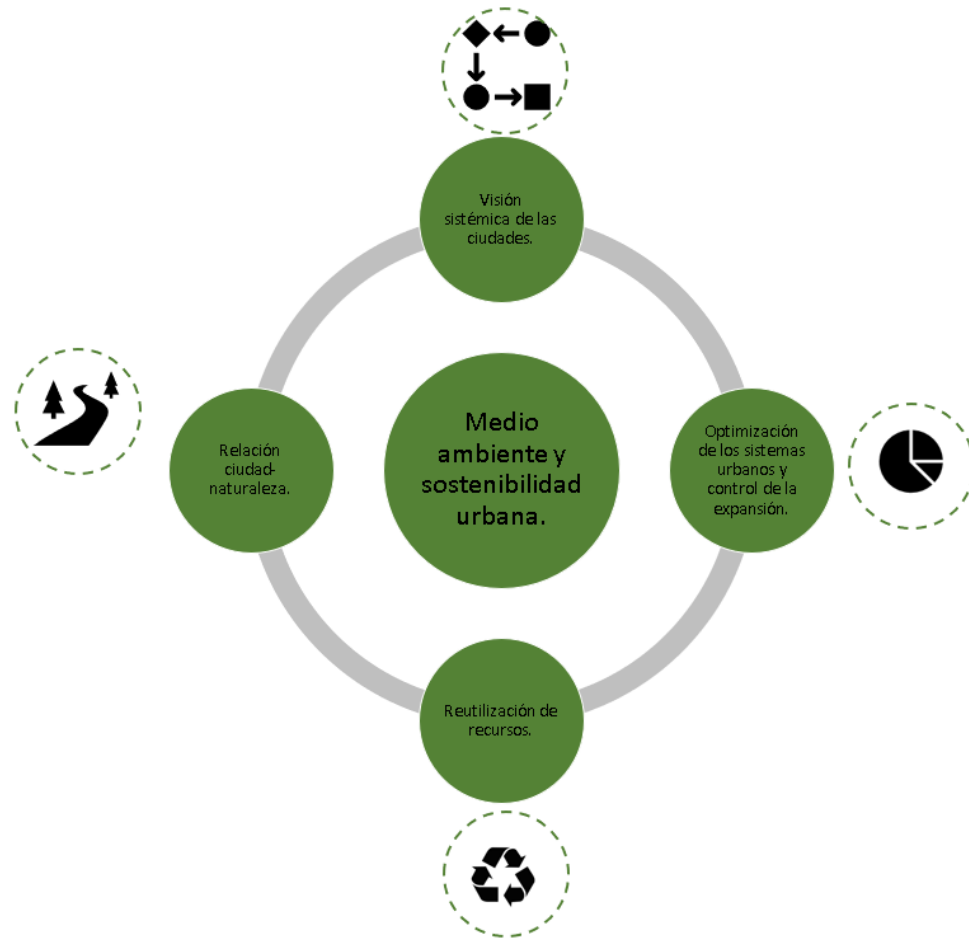 Visión
sistémica de las
ciudades.
Relación
ciudad-
naturaleza.
Medio
ambiente y
sostenibilidad
urbana.
Optimización
de los sistemas
urbanos y
control de la
expansión.
Reutilización de
recursos.